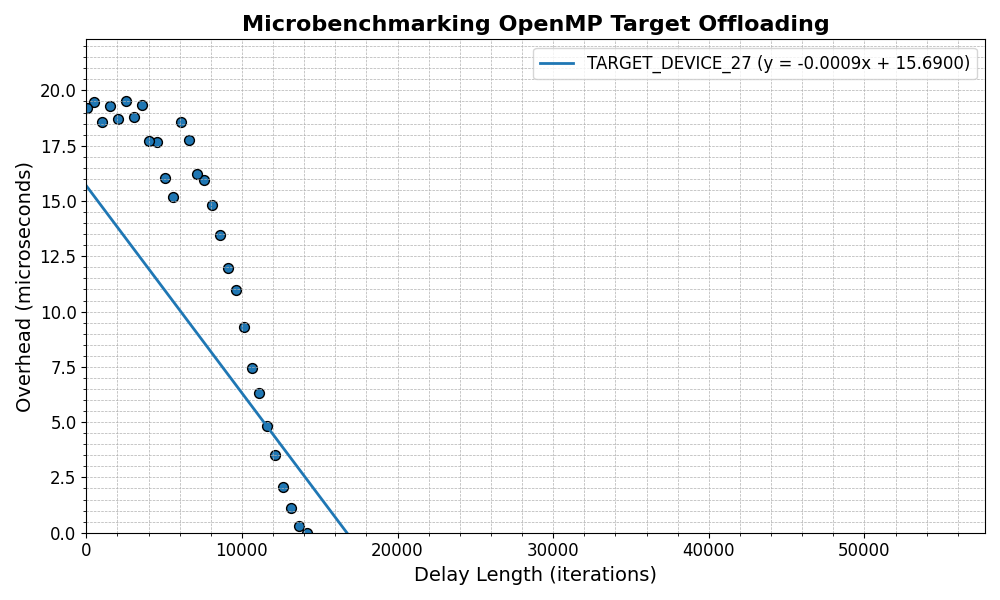 Microbenchmarking OpenMP Target Offloading
TARGET_DEVICE_27 (y = -0.0009x + 15.6900)
Overhead (microseconds)
20.0
17.5
15.0
12.5
10.0
7.5
5.0
2.5
0.0
0 10000 20000 30000 40000 50000
Delay Length (iterations)